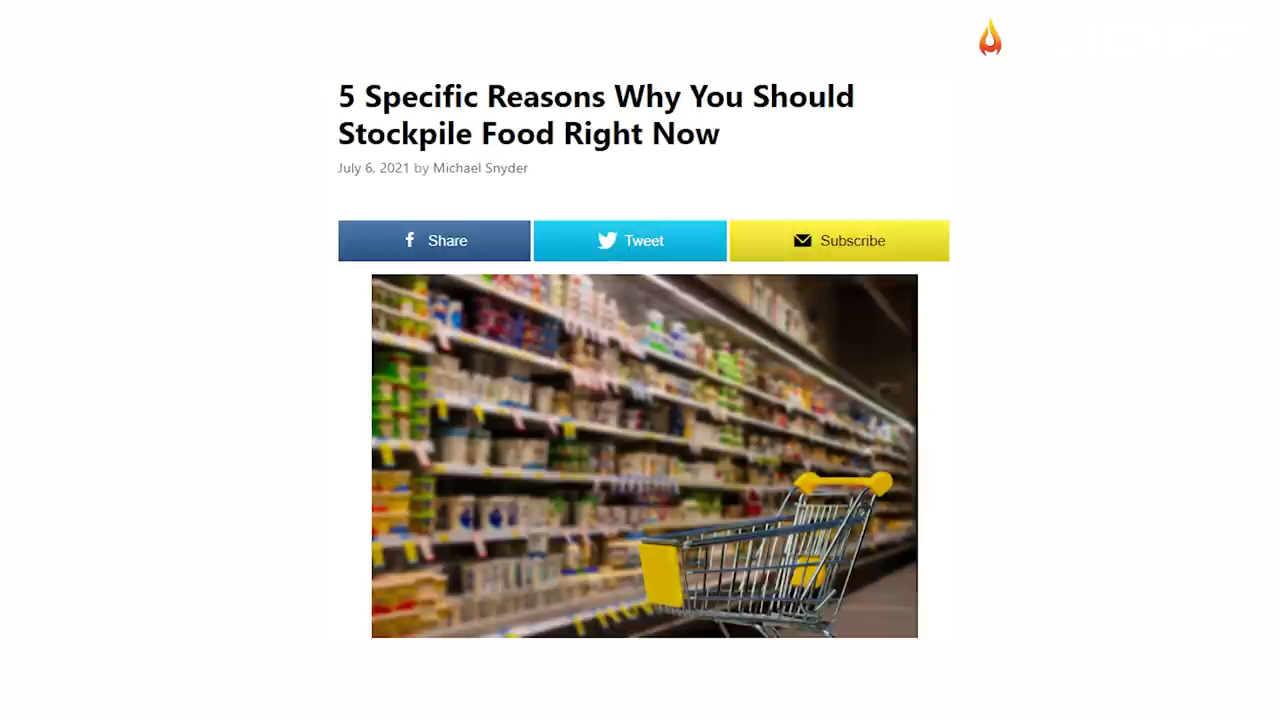 5 Specific Reasons Why You Should
Stockpile Food Right Now
July 6, 2021 by Michael Snyder
Share
Tweet
Subscribe